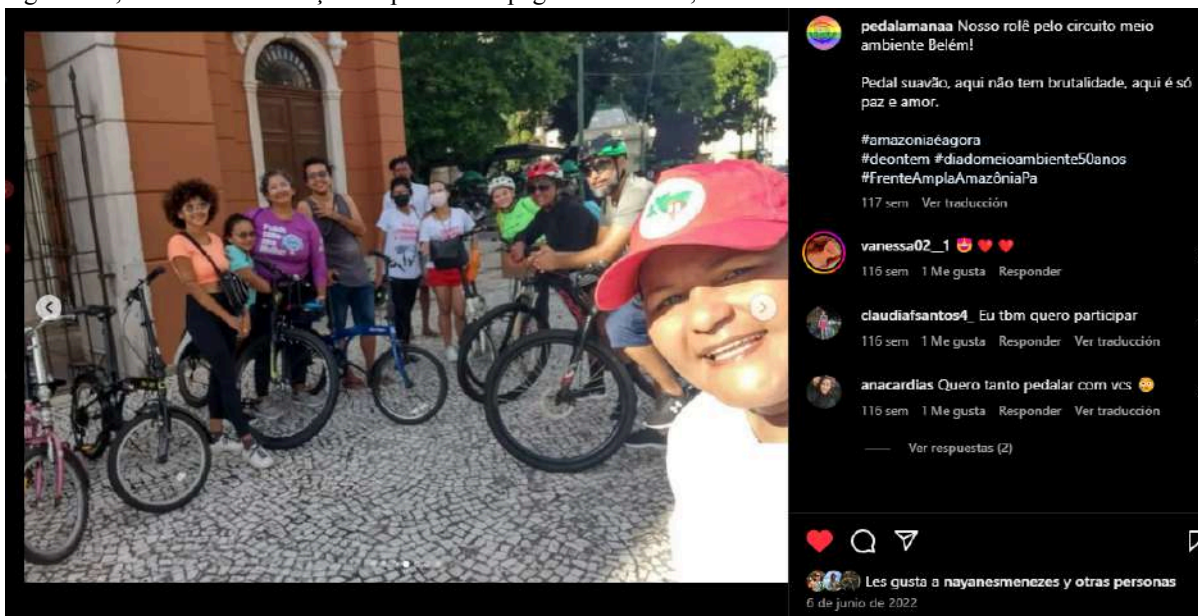 pedalamanaa Nosso rolê pelo circuito meio
ambiente Belém!
Pedal suavão, aqui não tem brutalidade, aqui é só
paz e amor.
#amazoniaéagora
#deontem #diadomeioambiente50anos
#FrenteAmplaAmazôniaPa
117 sem Ver traducción
vanessa02__1 😍 ❤️ ❤️
116 sem 1 Me gusta Responder
claudiafsantos4_ Eu tbm quero participar
116 sem 1 Me gusta Responder Ver traducción
anacardias Quero tanto pedalar com vcs 😳
116 sem 1 Me gusta Responder Ver traducción
Ver respuestas (2)
Les gusta a nayanesmenezes y otras personas
6 de junio de 2022